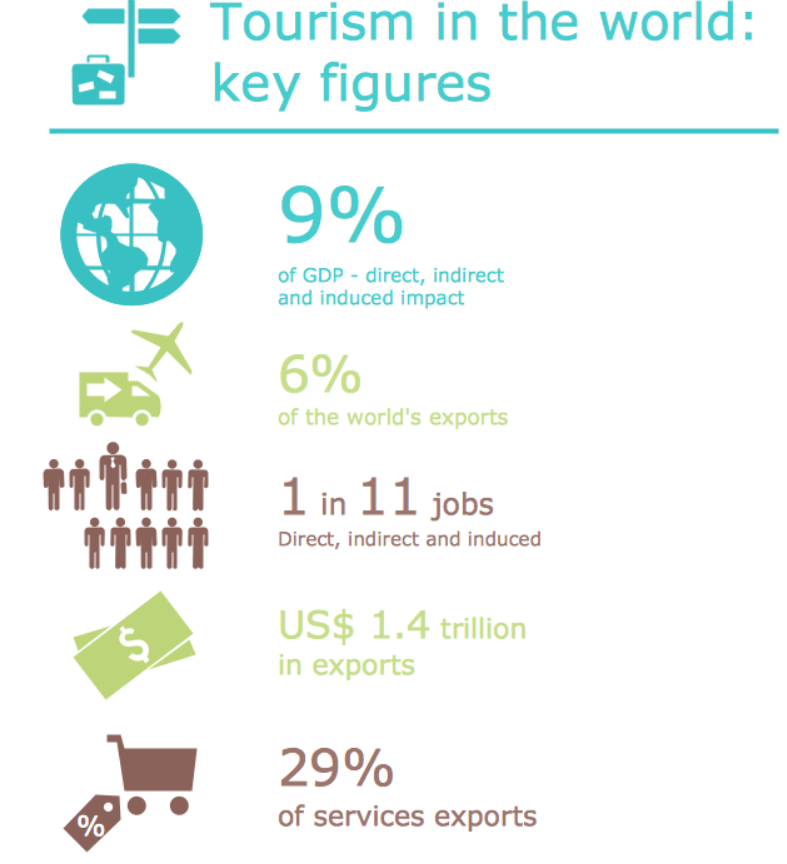 Tourism in the world:
key figures
9%
of GDP - direct, indirect
and induced impact
6%
of the world's exports
1 in 11 jobs
Direct, indirect and induced
$
US$ 1.4 trillion
in exports
29%
of services exports
%